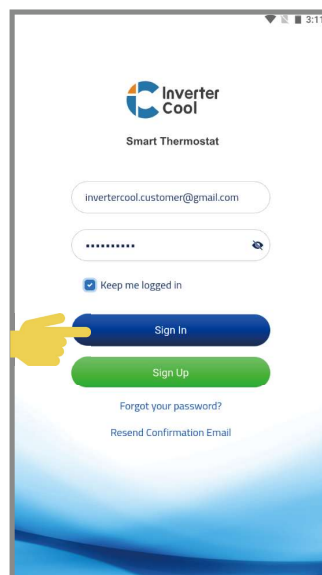 3:11
Inverter
Cool
Smart Thermostat
invertercool.customer@gmail.com
Keep me logged in
Sign In
Sign Up
Forgot your password?
Resend Confirmation Email